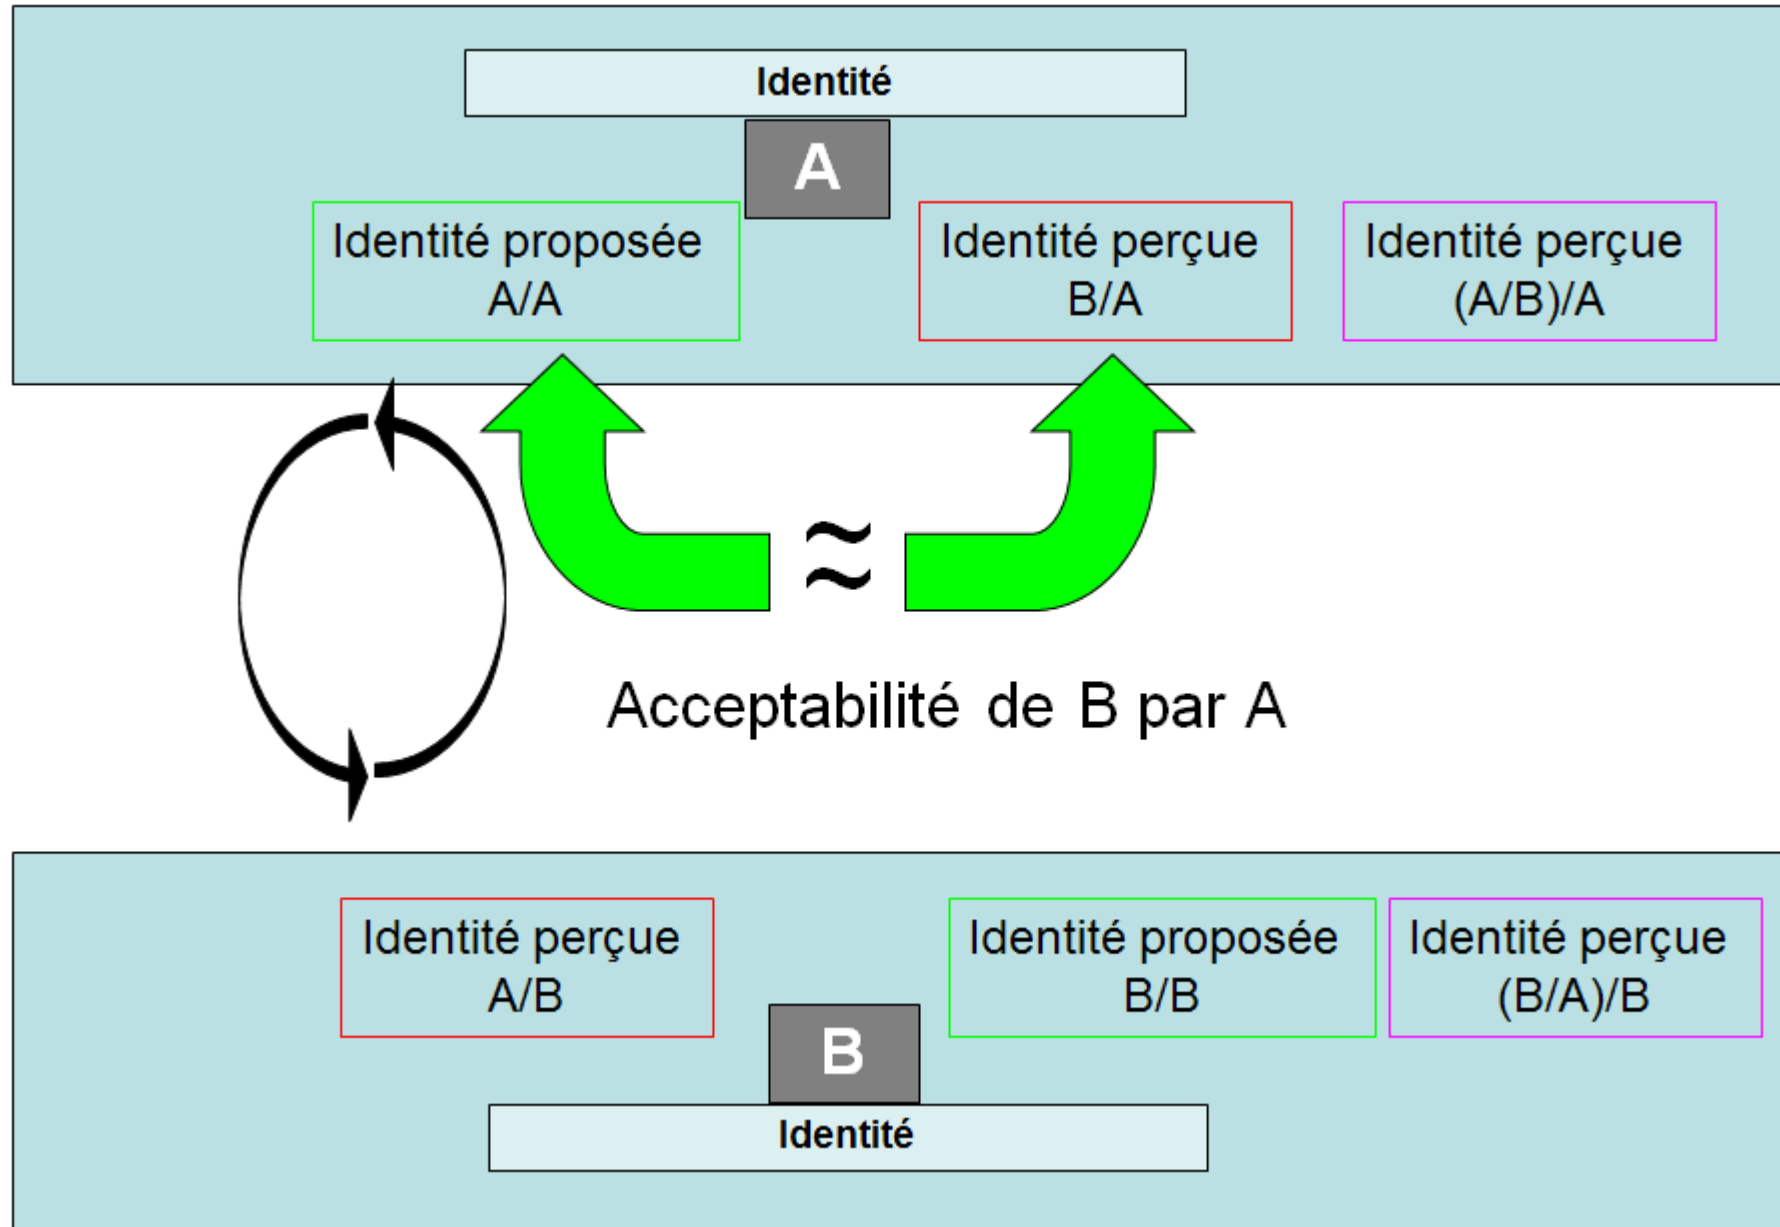 Identité
A
Identité proposée
A/A
Identité perçue
B/A
Identité perçue
(A/B)/A
≈
Acceptabilité de B par A
Identité perçue
A/B
Identité proposée
B/B
Identité perçue
(B/A)/B
B
Identité